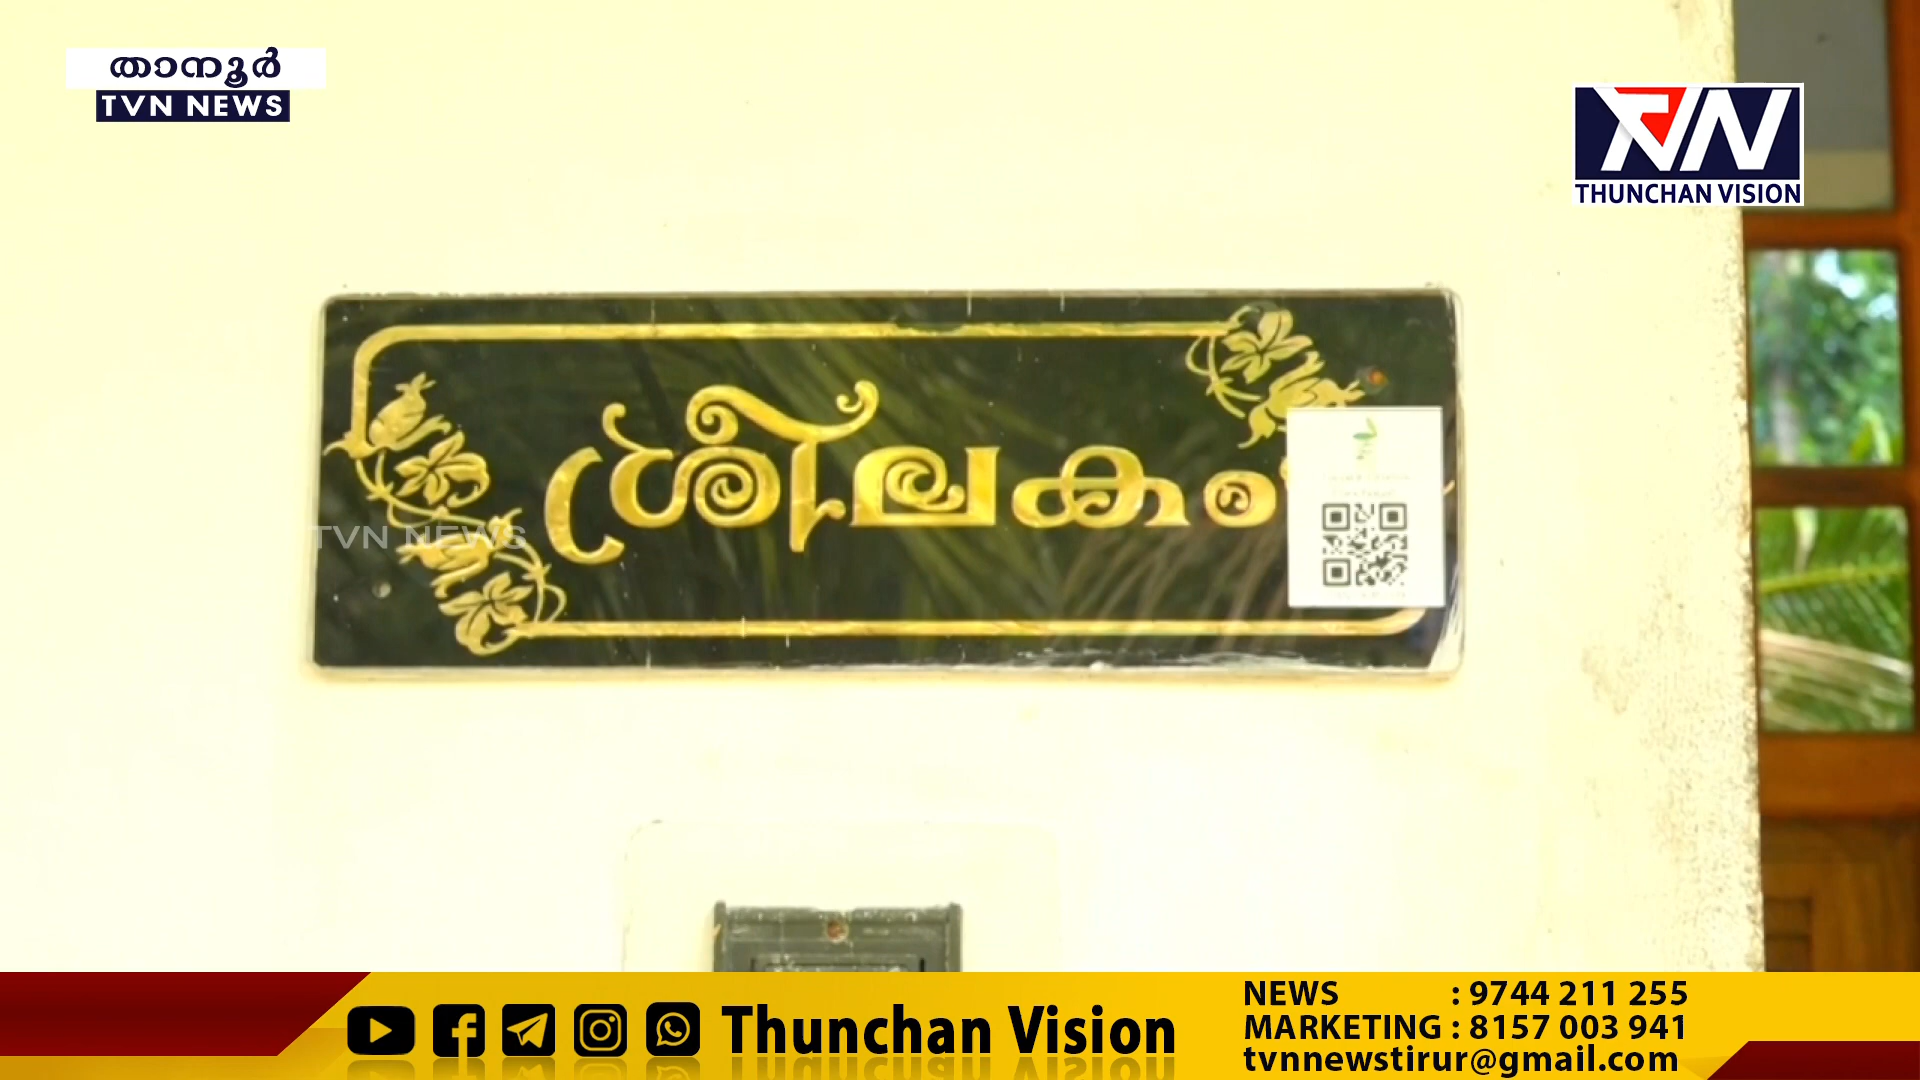 താനൂർ
TVN NEWS
TVN
THUNCHAN VISION
ശ്രീലകം
TVN NEWS
Thunchan Vision
NEWS : 9744 211 255
MARKETING : 8157 003 941
tvnnewstirur@gmail.com